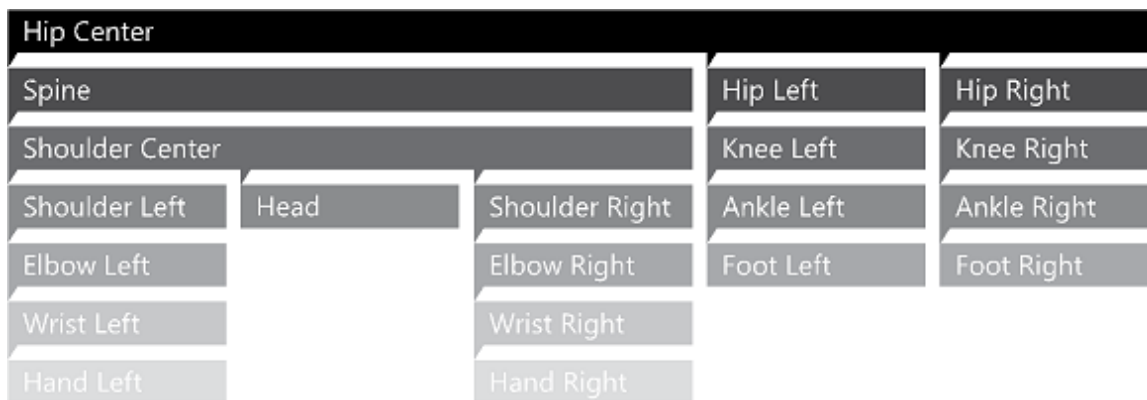 Hip Center
Spine Hip Left Hip Right
Shoulder Center Knee Left Knee Right
Shoulder Left Head Shoulder Right Ankle Left Ankle Right
Elbow Left Elbow Right Foot Left Foot Right
Wrist Left Wrist Right
Hand Left Hand Right